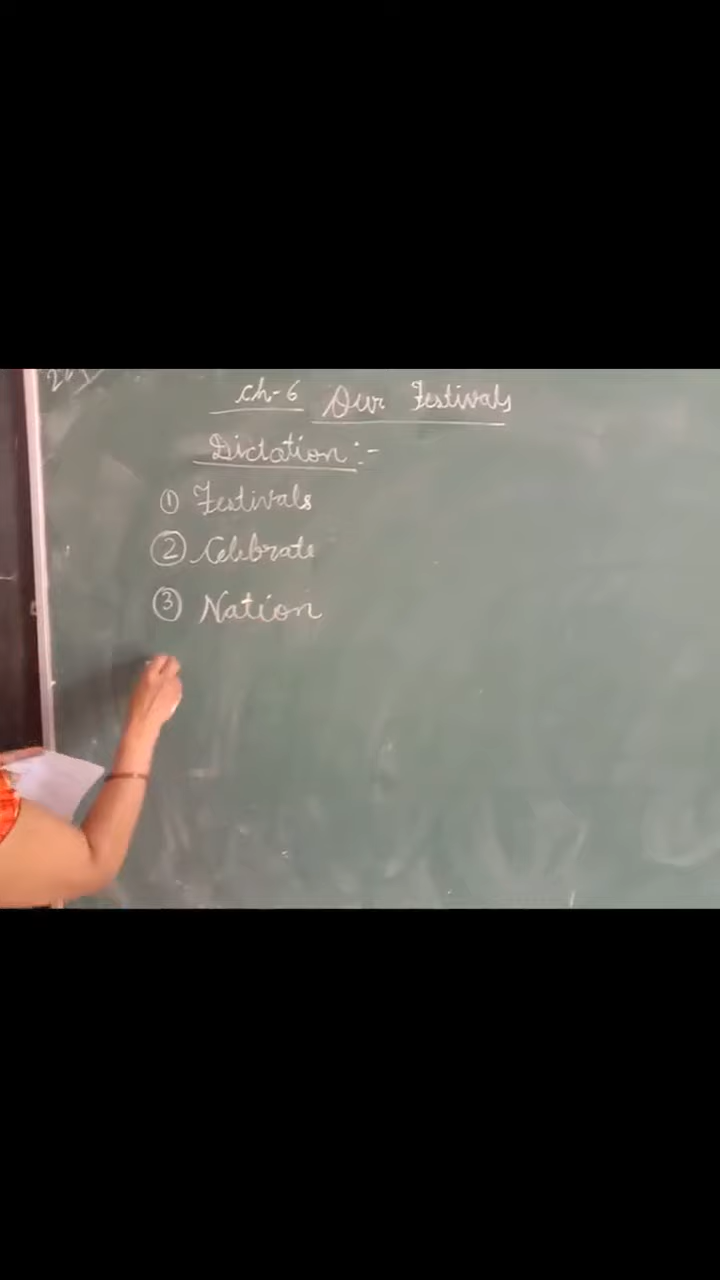 Ch-6 Our Festivals
Dictation:-
① Festivals
② Celebrate
③ Nation